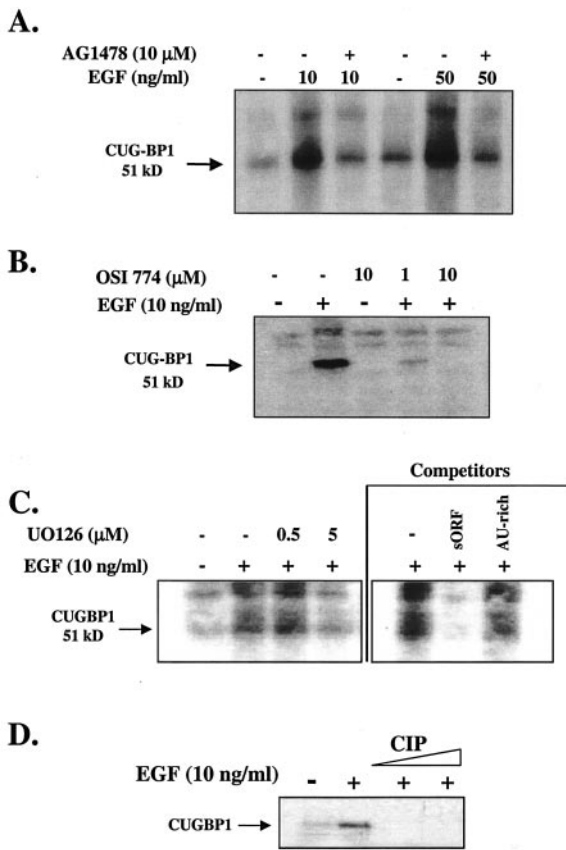 A.
AG1478 (10 µM) - - + - - +
EGF (ng/ml) - 10 10 - 50 50
CUG-BP1
51 kD
B.
OSI 774 (µM) - - 10 1 10
EGF (10 ng/ml) - + - + +
CUG-BP1
51 kD
Competitors
C.
UO126 (µM) - - 0.5 5 - sORF AU-rich
EGF (10 ng/ml) - + + + + + +
CUGBP1
51 kD
D.
CIP
EGF (10 ng/ml) - + + +
CUGBP1